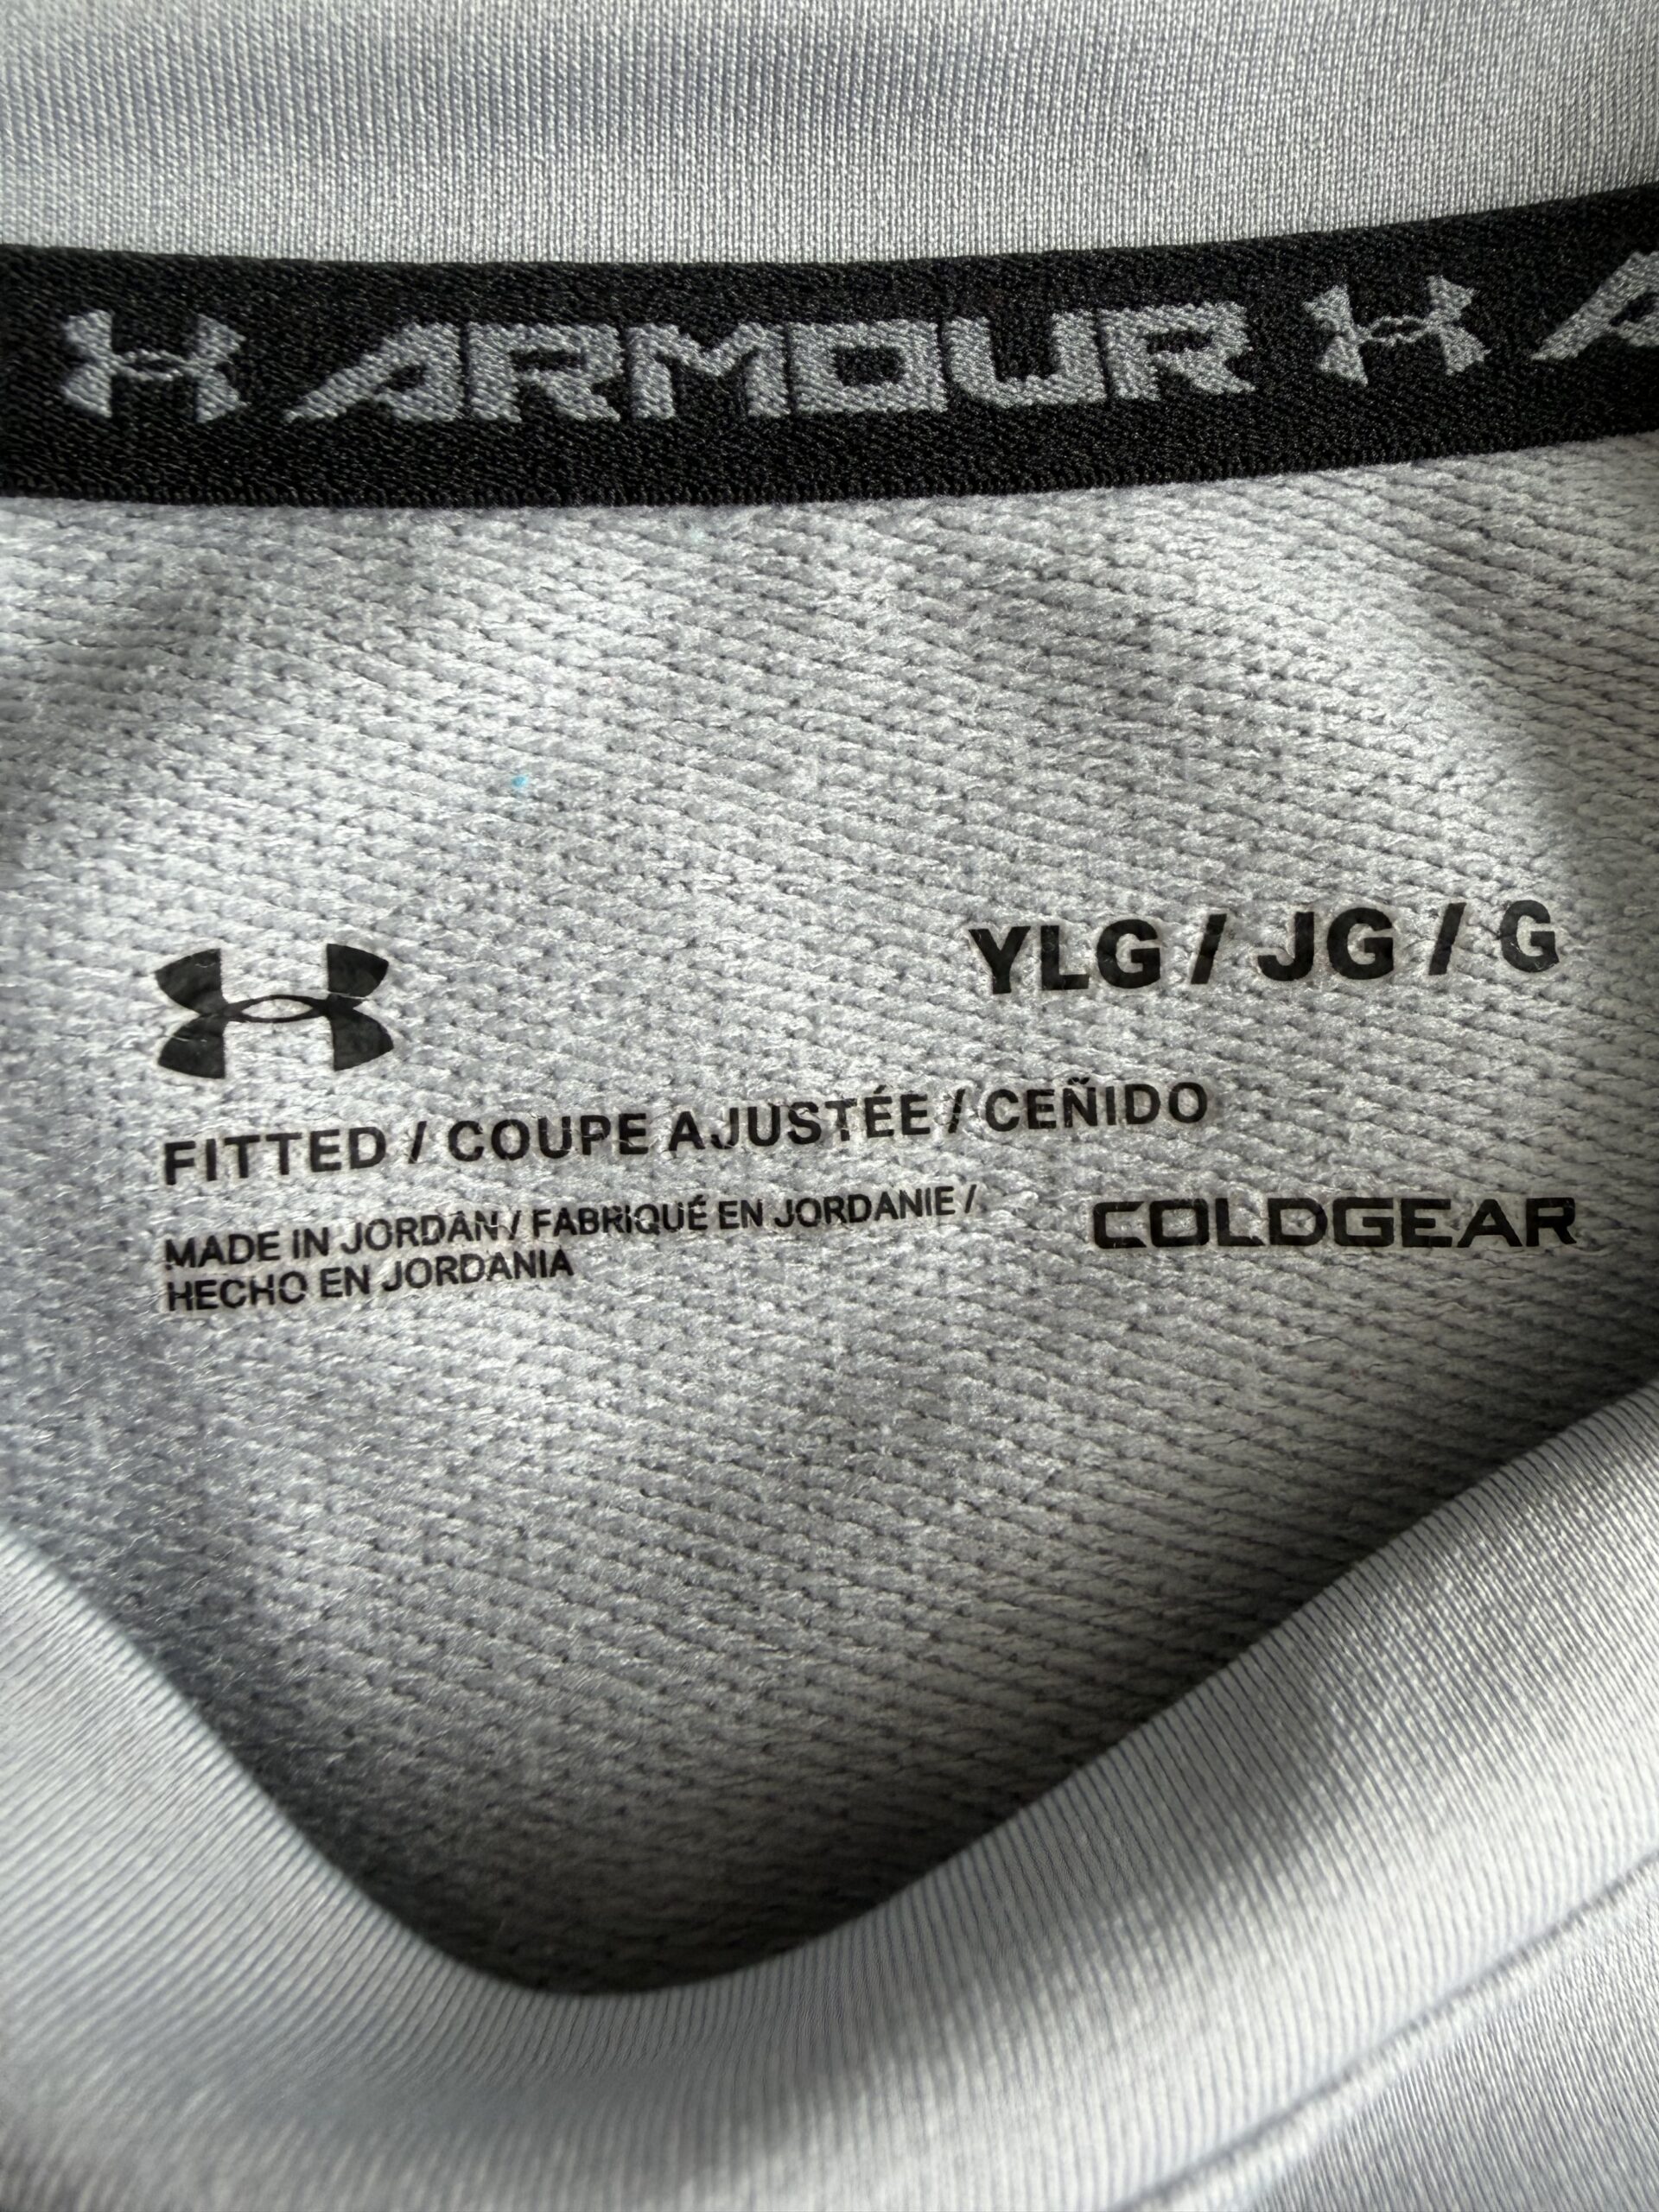 ARMOUR
YLG / JG / G
FITTED / COUPE AJUSTÉE / CEÑIDO
MADE IN JORDAN / FABRIQUÉ EN JORDANIE /
HECHO EN JORDANIA
COLDGEAR